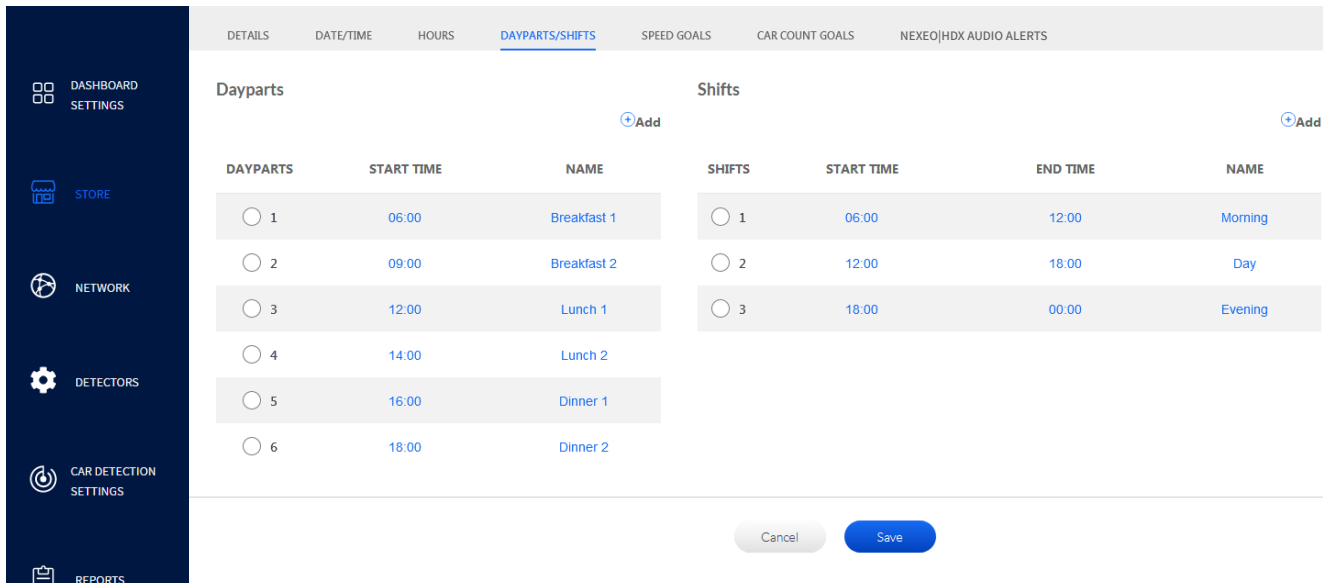 DETAILS DATE/TIME HOURS DAYPARTS/SHIFTS SPEED GOALS CAR COUNT GOALS NEXEO|HDX AUDIO ALERTS
DASHBOARD
SETTINGS
STORE
NETWORK
DETECTORS
CAR DETECTION
SETTINGS
REPORTS
Dayparts
Add
DAYPARTS START TIME NAME
1 06:00 Breakfast 1
2 09:00 Breakfast 2
3 12:00 Lunch 1
4 14:00 Lunch 2
5 16:00 Dinner 1
6 18:00 Dinner 2
Shifts
Add
SHIFTS START TIME END TIME NAME
1 06:00 12:00 Morning
2 12:00 18:00 Day
3 18:00 00:00 Evening
Cancel Save